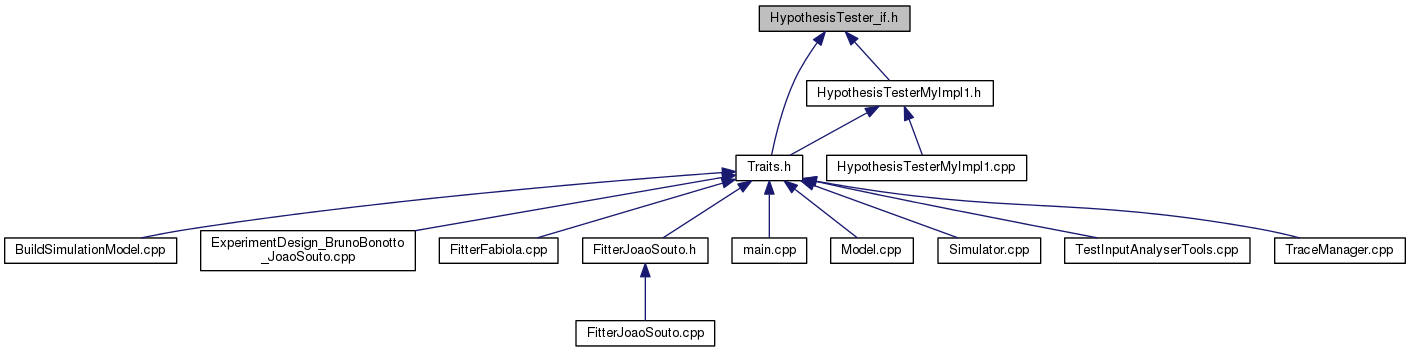 HypothesisTester_if.h
HypothesisTesterMyImpl1.h
Traits.h
HypothesisTesterMyImpl1.cpp
BuildSimulationModel.cpp
ExperimentDesign_BrunoBonotto
_JoaoSouto.cpp
FitterFabiola.cpp
FitterJoaoSouto.h
main.cpp
Model.cpp
Simulator.cpp
TestInputAnalyserTools.cpp
TraceManager.cpp
FitterJoaoSouto.cpp